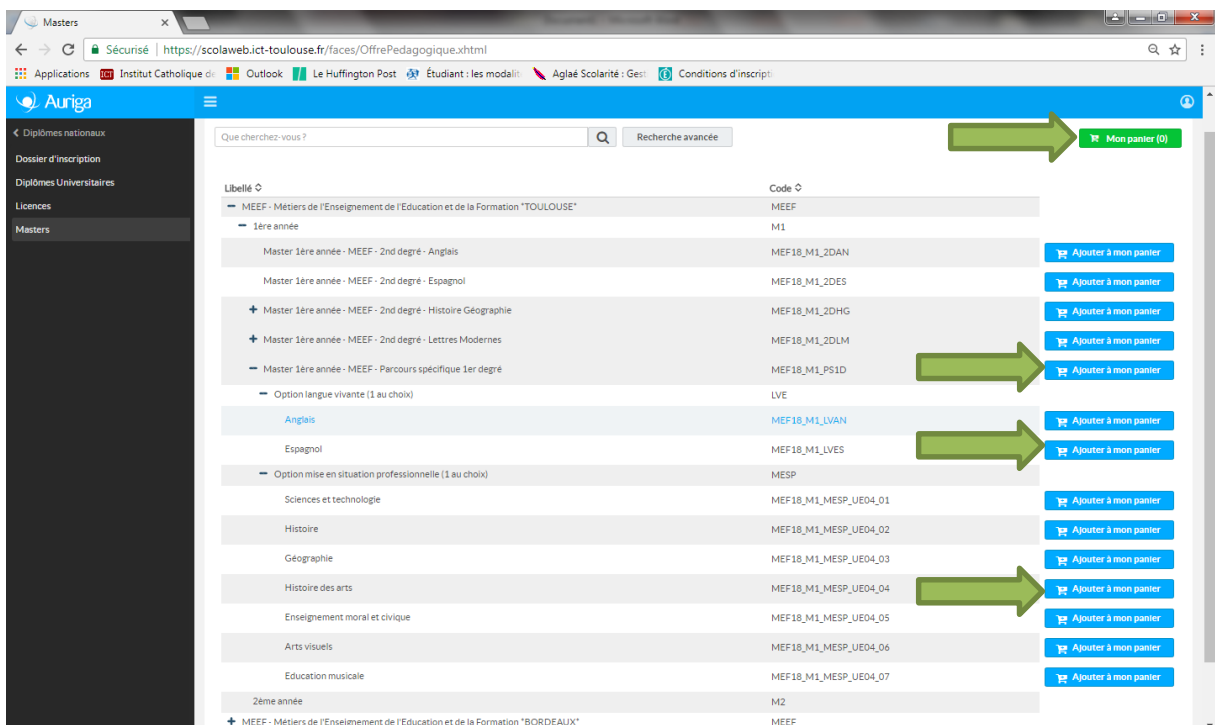 Masters
Sécurisé | https://scolaweb.ict-toulouse.fr/faces/OffrePedagogique.xhtml
Applications ICT Institut Catholique de Outlook Le Huffington Post Étudiant : les modalit Aglaé Scolarité : Gest Conditions d'inscripti
Auriga
Diplômes nationaux
Que cherchez-vous ? Recherche avancée Mon panier (0)
Dossier d'inscription
Diplômes Universitaires
Licences
Masters
Libellé Code
MEEF - Métiers de l'Enseignement de l'Education et de la Formation "TOULOUSE" MEEF
1ère année M1
Master 1ère année - MEEF - 2nd degré - Anglais MEF18_M1_2DAN Ajouter à mon panier
Master 1ère année - MEEF - 2nd degré - Espagnol MEF18_M1_2DES Ajouter à mon panier
Master 1ère année - MEEF - 2nd degré - Histoire Géographie MEF18_M1_2DHG Ajouter à mon panier
Master 1ère année - MEEF - 2nd degré - Lettres Modernes MEF18_M1_2DLM Ajouter à mon panier
Master 1ère année - MEEF - Parcours spécifique 1er degré MEF18_M1_PS1D Ajouter à mon panier
Option langue vivante (1 au choix) LVE
Anglais MEF18_M1_LVAN Ajouter à mon panier
Espagnol MEF18_M1_LVES Ajouter à mon panier
Option mise en situation professionnelle (1 au choix) MESP
Sciences et technologie MEF18_M1_MESP_UE04_01 Ajouter à mon panier
Histoire MEF18_M1_MESP_UE04_02 Ajouter à mon panier
Géographie MEF18_M1_MESP_UE04_03 Ajouter à mon panier
Histoire des arts MEF18_M1_MESP_UE04_04 Ajouter à mon panier
Enseignement moral et civique MEF18_M1_MESP_UE04_05 Ajouter à mon panier
Arts visuels MEF18_M1_MESP_UE04_06 Ajouter à mon panier
Education musicale MEF18_M1_MESP_UE04_07 Ajouter à mon panier
2ème année M2
MEEF - Métiers de l'Enseignement de l'Education et de la Formation "BORDEAUX" MEEF